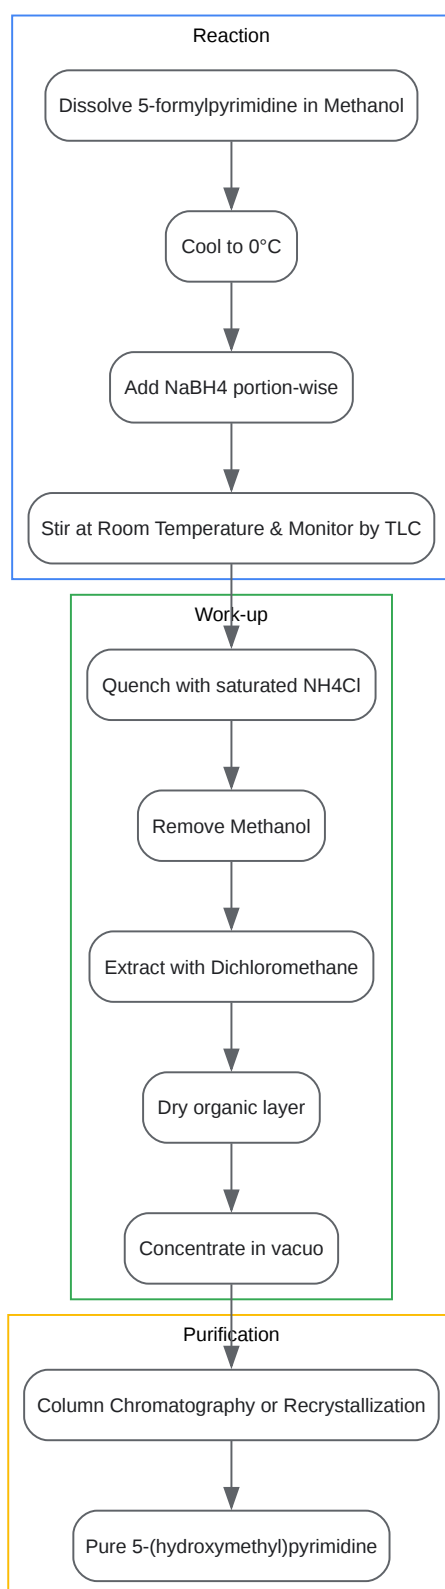 Reaction
Dissolve 5-formylpyrimidine in Methanol
Cool to 0°C
Add NaBH4 portion-wise
Stir at Room Temperature & Monitor by TLC
Work-up
Quench with saturated NH4Cl
Remove Methanol
Extract with Dichloromethane
Dry organic layer
Concentrate in vacuo
Purification
Column Chromatography or Recrystallization
Pure 5-(hydroxymethyl)pyrimidine